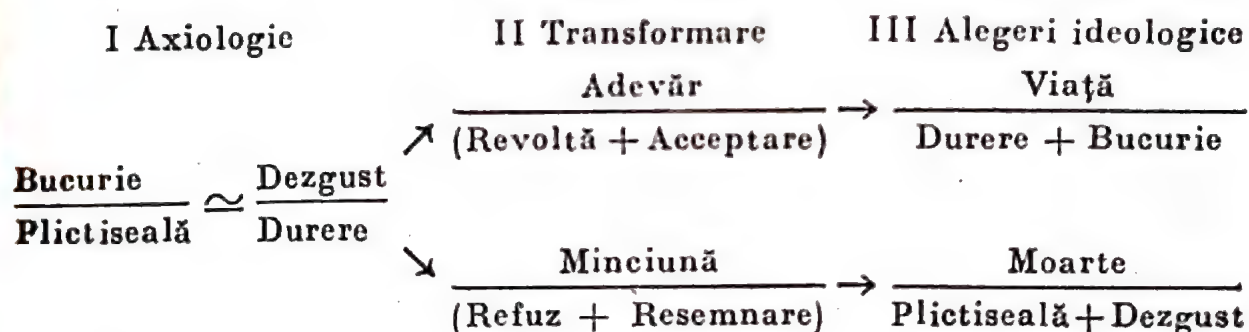 I Axiologie II Transformare III Alegeri ideologice
Adevăr Viață
↗ (Revoltă + Acceptare) → Durere + Bucurie
Bucurie ≃ Dezgust
Plictiseală Durere
↘ Minciună → Moarte
(Refuz + Resemnare) Plictiseală + Dezgust